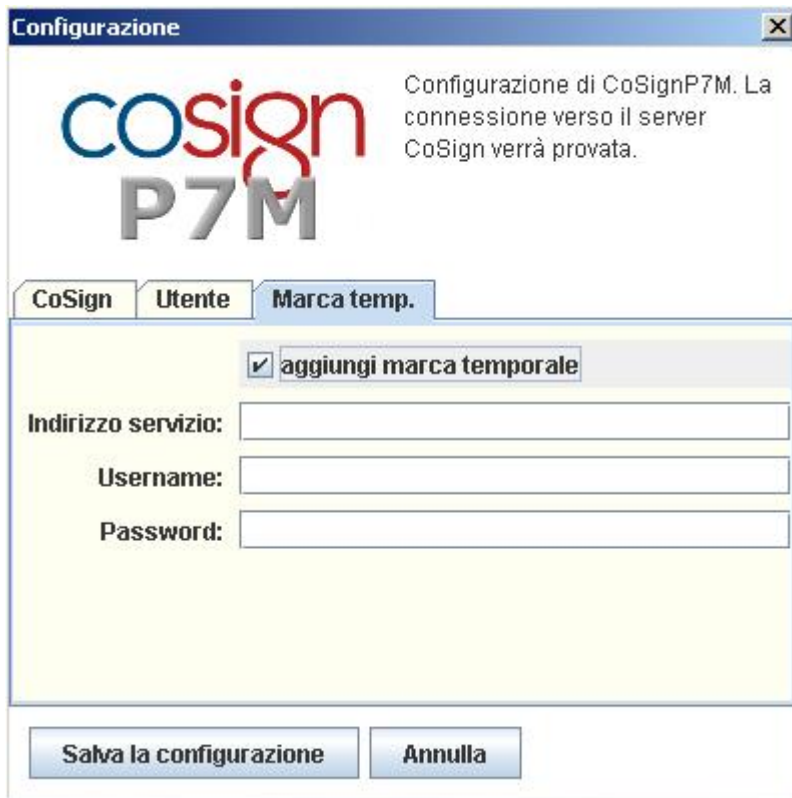 Configurazione
cosign
P7M
Configurazione di CoSignP7M. La
connessione verso il server
CoSign verrà provata.
CoSign Utente Marca temp.
aggiungi marca temporale
Indirizzo servizio:
Username:
Password:
Salva la configurazione Annulla